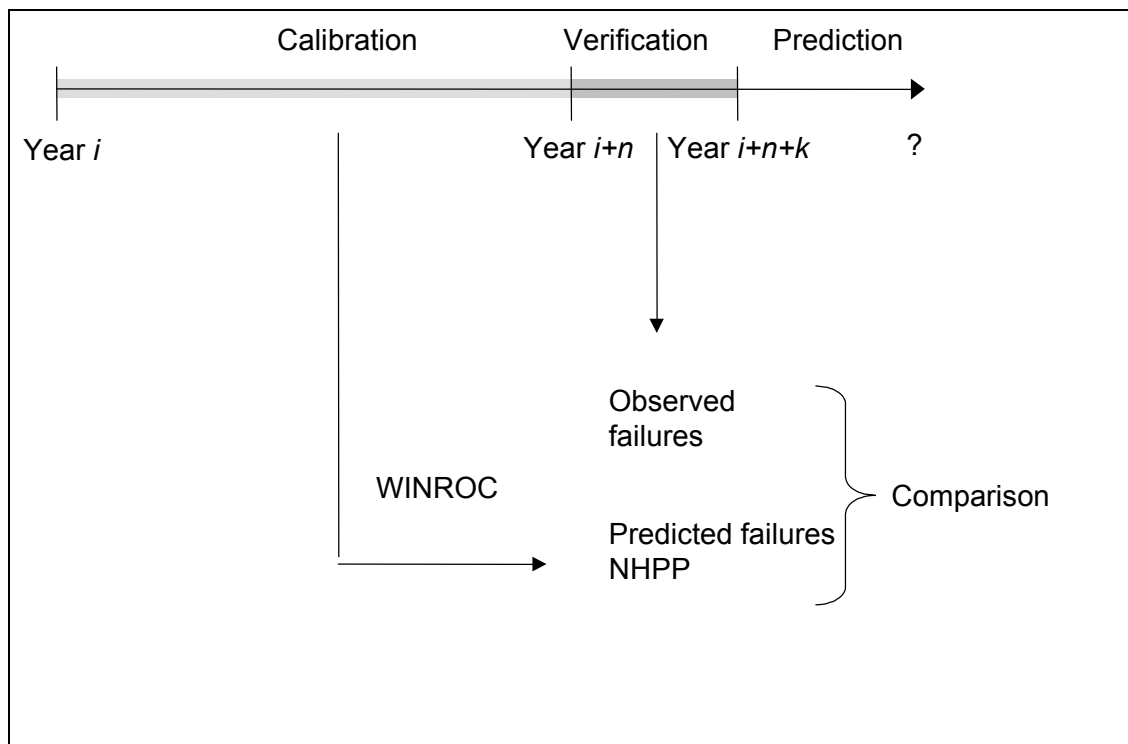 Calibration Verification Prediction
Year i Year i+n Year i+n+k ?
Observed
failures
WINROC
Comparison
Predicted failures
NHPP